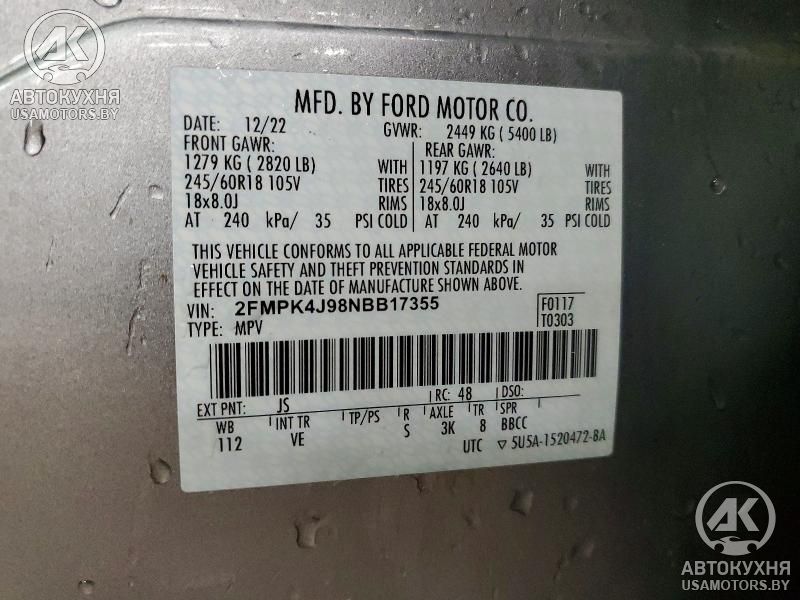 АК
АВТОКУХНЯ
USAMOTORS.BY
MFD. BY FORD MOTOR CO.
DATE: 12/22 GVWR: 2449 KG ( 5400 LB)
FRONT GAWR: REAR GAWR:
1279 KG ( 2820 LB) WITH 1197 KG ( 2640 LB) WITH
245/60R18 105V TIRES 245/60R18 105V TIRES
18x8.0J RIMS 18x8.0J RIMS
AT 240 kPa/ 35 PSI COLD AT 240 kPa/ 35 PSI COLD
THIS VEHICLE CONFORMS TO ALL APPLICABLE FEDERAL MOTOR
VEHICLE SAFETY AND THEFT PREVENTION STANDARDS IN
EFFECT ON THE DATE OF MANUFACTURE SHOWN ABOVE.
VIN: 2FMPK4J98NBB17355 F0117
TYPE: MPV T0303
EXT PNT: JS RC: 48 DSO:
WB INT TR TP/PS R AXLE TR SPR
112 VE S 3K 8 BBCC
UTC ▽ 5U5A-1520472-BA
АК
АВТОКУХНЯ
USAMOTORS.BY